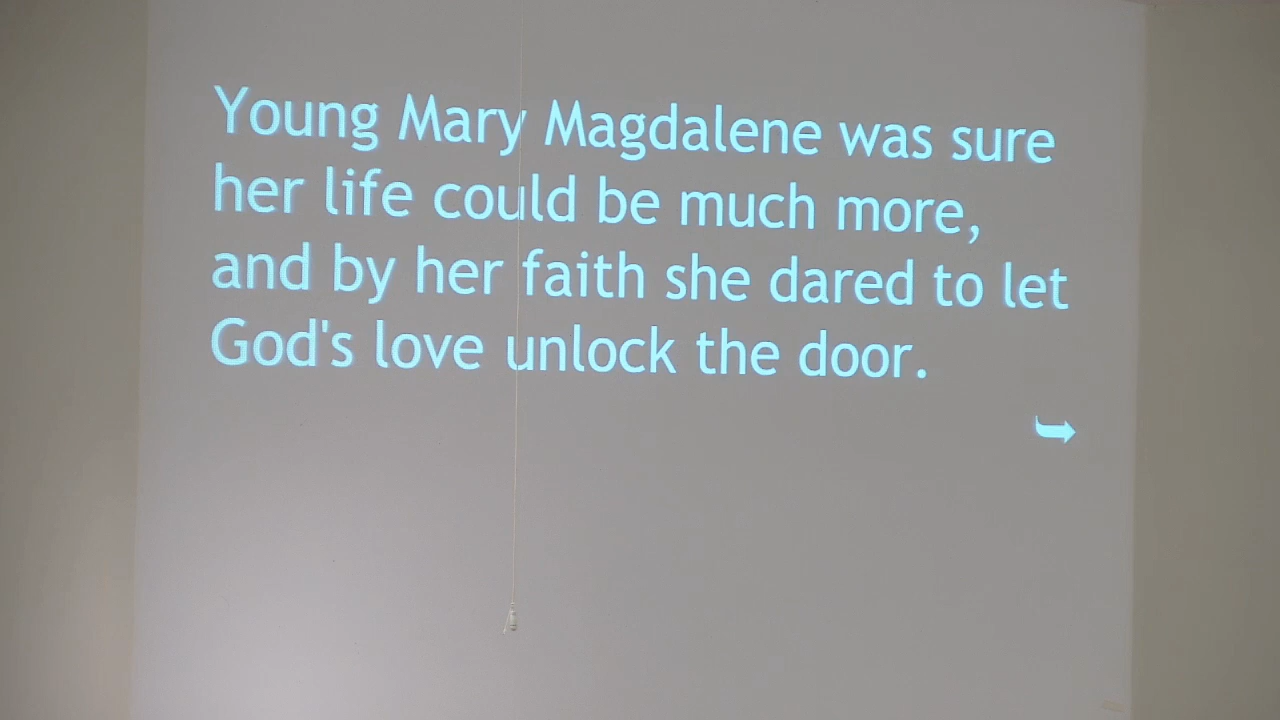 Young Mary Magdalene was sure
her life could be much more,
and by her faith she dared to let
God's love unlock the door.